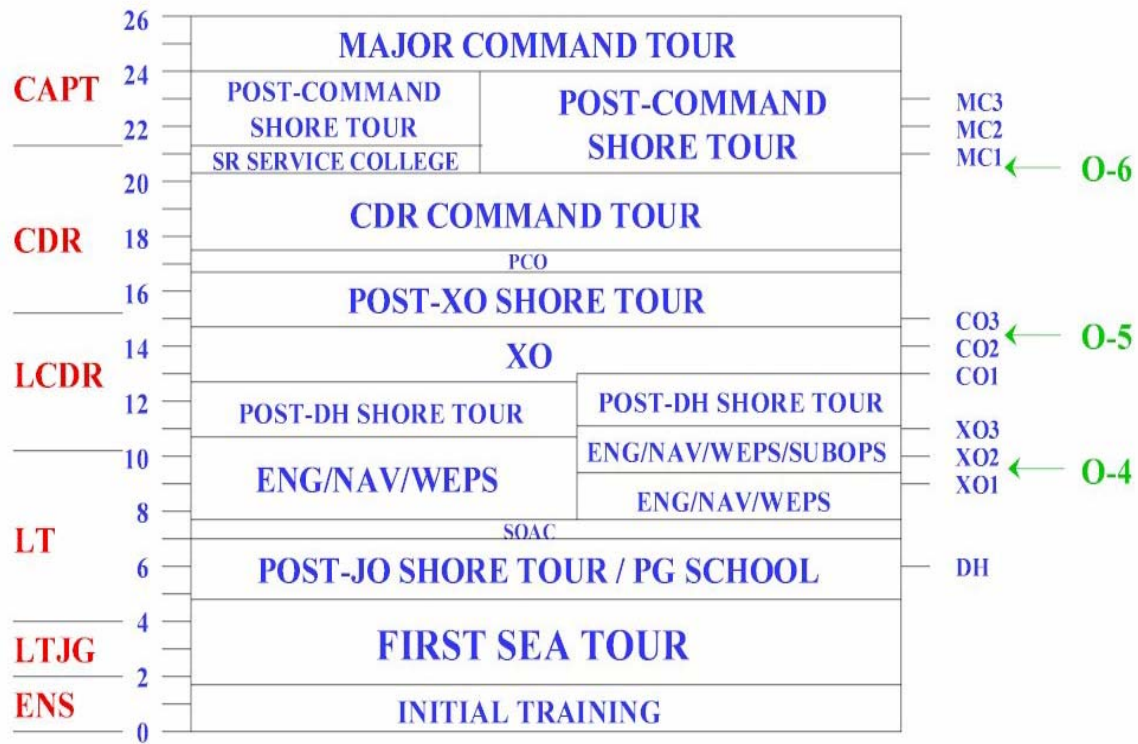 26
MAJOR COMMAND TOUR
24
CAPT
POST-COMMAND
SHORE TOUR
POST-COMMAND
SHORE TOUR
MC3
22
MC2
SR SERVICE COLLEGE
MC1
O-6
20
CDR COMMAND TOUR
CDR
18
PCO
16
POST-XO SHORE TOUR
CO3
O-5
14
XO
CO2
LCDR
CO1
12
POST-DH SHORE TOUR
POST-DH SHORE TOUR
XO3
10
ENG/NAV/WEPS
ENG/NAV/WEPS/SUBOPS
XO2
O-4
XO1
ENG/NAV/WEPS
8
LT
SOAC
6
POST-JO SHORE TOUR / PG SCHOOL
DH
4
LTJG
FIRST SEA TOUR
2
ENS
INITIAL TRAINING
0